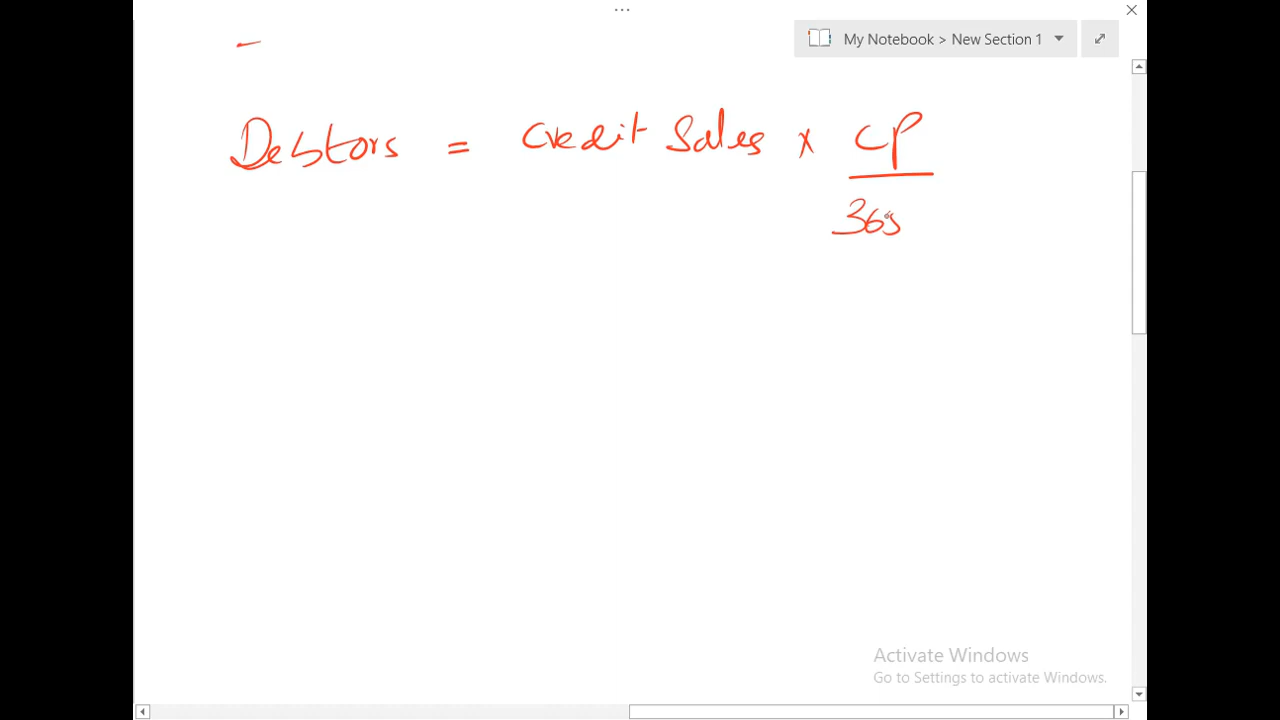 My Notebook > New Section 1
Debtors = Credit Sales x CP
365
Activate Windows
Go to Settings to activate Windows.